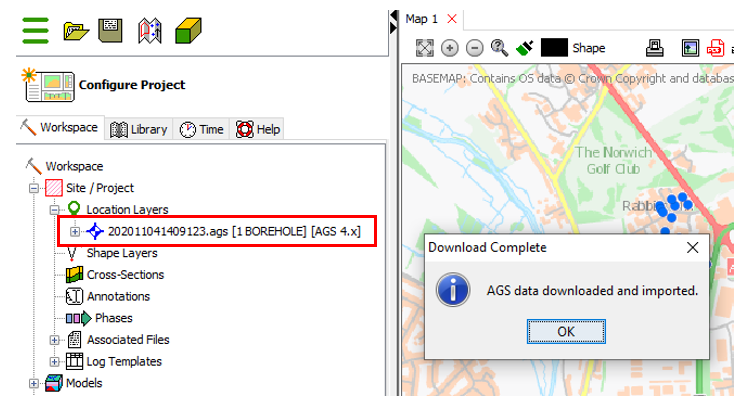 Map 1
Shape
BASEMAP: Contains OS data © Crown Copyright and databas
Configure Project
Workspace
Library
Time
Help
Workspace
Site / Project
Location Layers
202011041409123.ags [1 BOREHOLE] [AGS 4.x]
Shape Layers
Cross-Sections
Annotations
Phases
Associated Files
Log Templates
Models
The Norwich
Golf Club
Rabbi
Download Complete
AGS data downloaded and imported.
OK